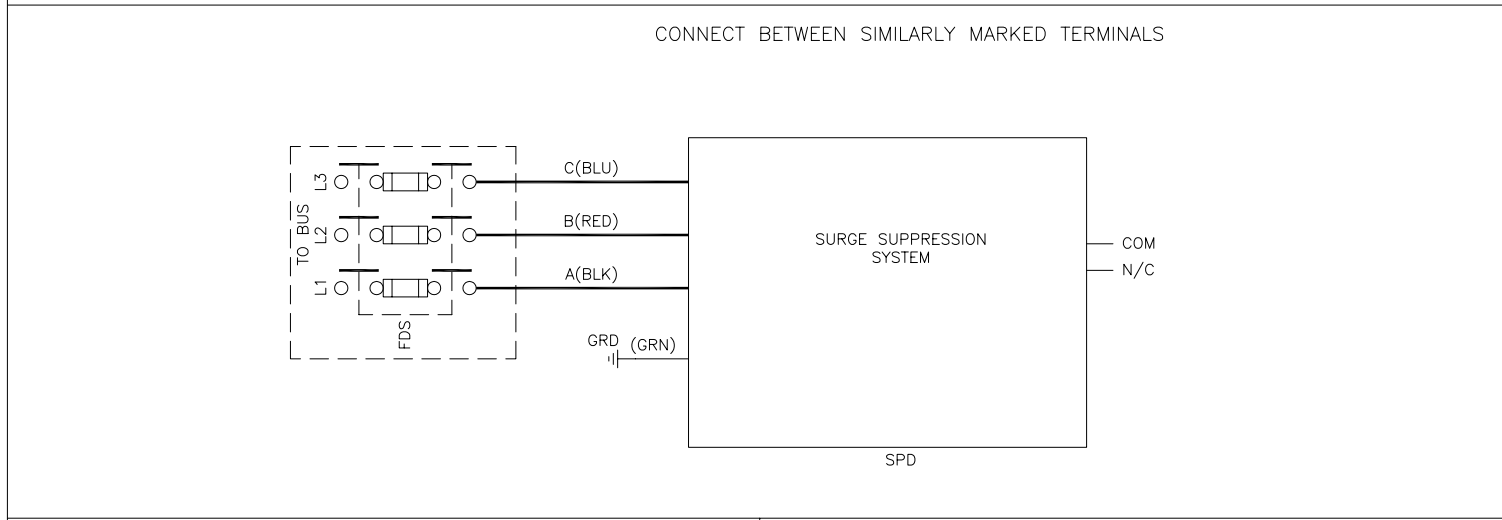 CONNECT BETWEEN SIMILARLY MARKED TERMINALS
TO BUS
L3
L2
L1
FDS
C(BLU)
B(RED)
A(BLK)
GRD (GRN)
SURGE SUPPRESSION
SYSTEM
COM
N/C
SPD